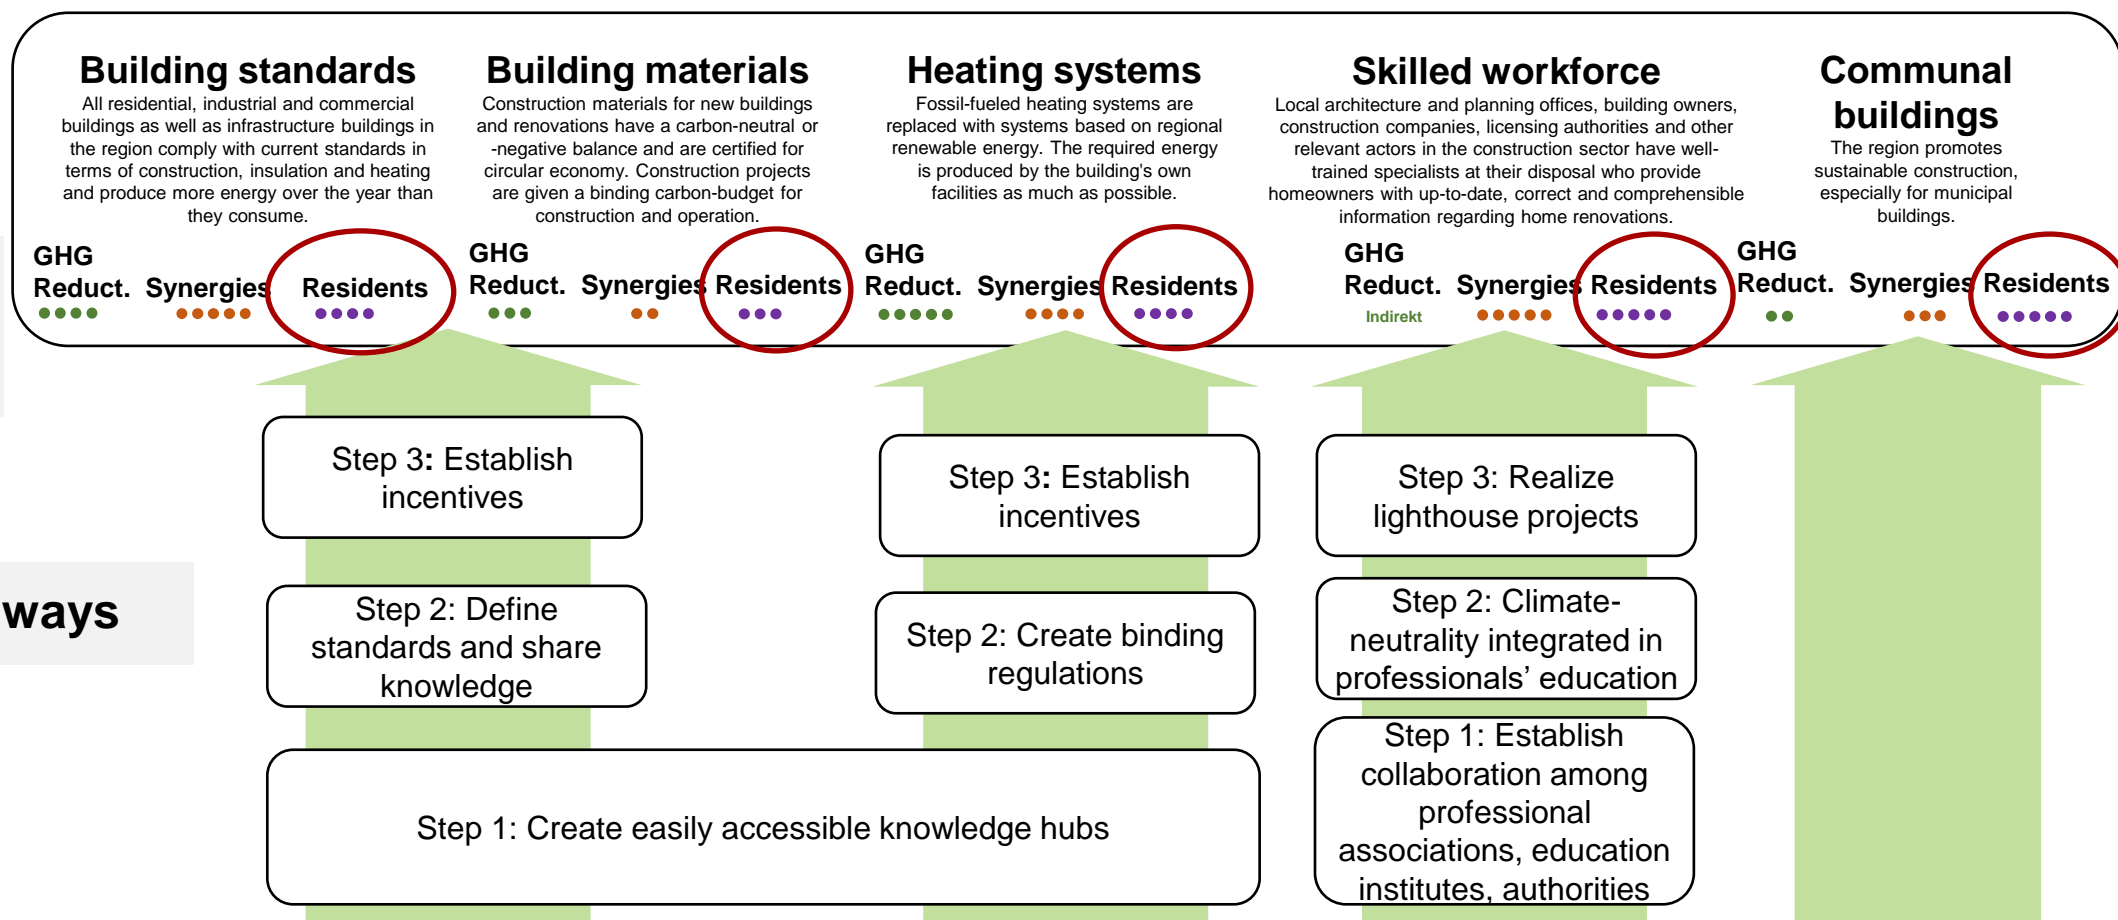 Building standards
All residential, industrial and commercial
buildings as well as infrastructure buildings in
the region comply with current standards in
terms of construction, insulation and heating
and produce more energy over the year than
they consume.
GHG
Reduct. Synergies Residents
Building materials
Construction materials for new buildings
and renovations have a carbon-neutral or
-negative balance and are certified for
circular economy. Construction projects
are given a binding carbon-budget for
construction and operation.
GHG
Reduct. Synergies Residents
Heating systems
Fossil-fueled heating systems are
replaced with systems based on regional
renewable energy. The required energy
is produced by the building's own
facilities as much as possible.
GHG
Reduct. Synergies Residents
Skilled workforce
Local architecture and planning offices, building owners,
construction companies, licensing authorities and other
relevant actors in the construction sector have well-
trained specialists at their disposal who provide
homeowners with up-to-date, correct and comprehensible
information regarding home renovations.
GHG
Reduct. Synergies Residents
Indirekt
Communal
buildings
The region promotes
sustainable construction,
especially for municipal
buildings.
GHG
Reduct. Synergies Residents
Step 3: Establish
incentives
Step 3: Establish
incentives
Step 3: Realize
lighthouse projects
ways
Step 2: Define
standards and share
knowledge
Step 2: Create binding
regulations
Step 2: Climate-
neutrality integrated in
professionals’ education
Step 1: Create easily accessible knowledge hubs
Step 1: Establish
collaboration among
professional
associations, education
institutes, authorities